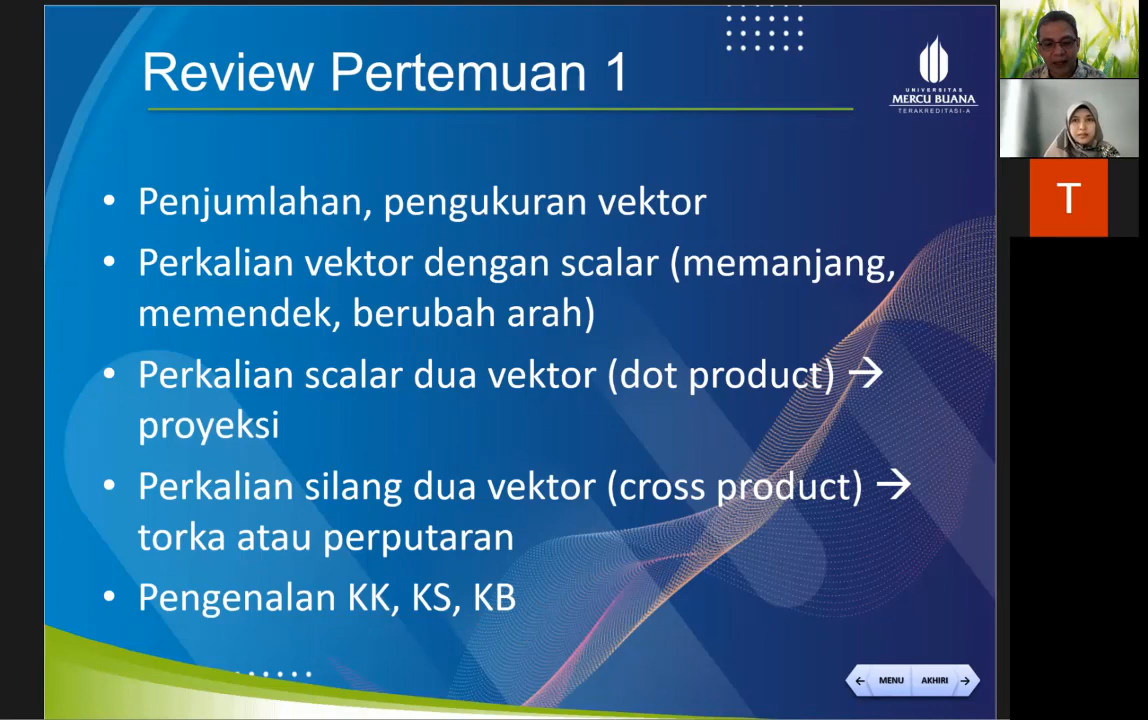 Review Pertemuan 1
UNIVERSITAS
MERCU BUANA
TERAKREDITASI-A
• Penjumlahan, pengukuran vektor
• Perkalian vektor dengan scalar (memanjang,
memendek, berubah arah)
• Perkalian scalar dua vektor (dot product) →
proyeksi
• Perkalian silang dua vektor (cross product) →
torka atau perputaran
• Pengenalan KK, KS, KB
← MENU AKHIRI →
T